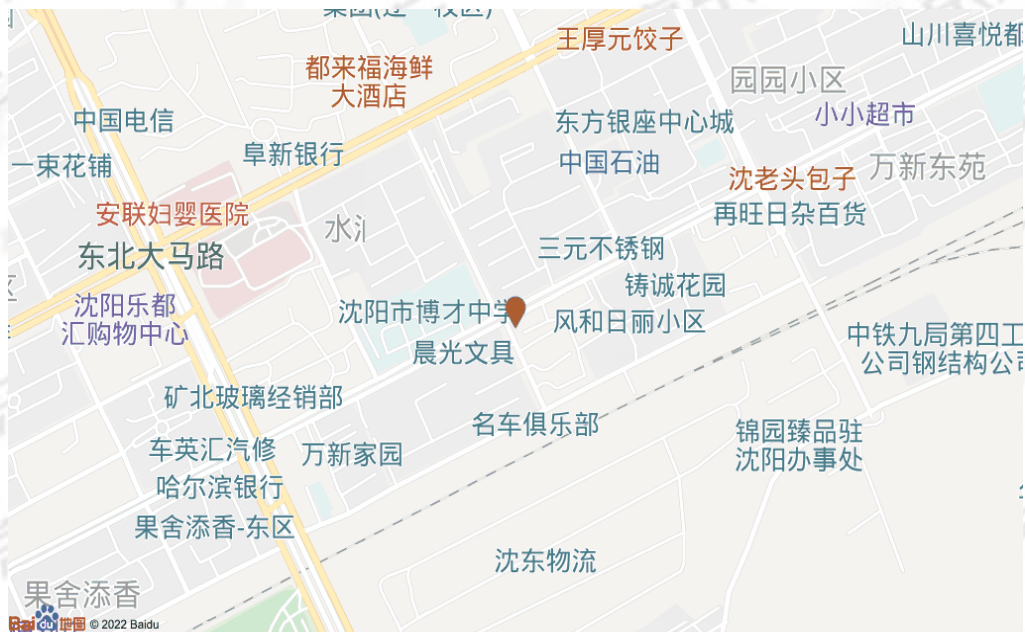 王厚元饺子
山川喜悦都
都来福海鲜
大酒店
园园小区
中国电信
东方银座中心城
小小超市
一束花铺
阜新银行
中国石油
万新东苑
沈老头包子
安联妇婴医院
再旺日杂百货
水
东北大马路
三元不锈钢
铸诚花园
区
沈阳乐都
汇购物中心
沈阳市博才中学
风和日丽小区
晨光文具
中铁九局第四工
公司钢结构公司
矿北玻璃经销部
名车俱乐部
锦园臻品驻
沈阳办事处
车英汇汽修
万新家园
哈尔滨银行
果舍添香-东区
沈东物流
果舍添香
Bai du 地图 © 2022 Baidu